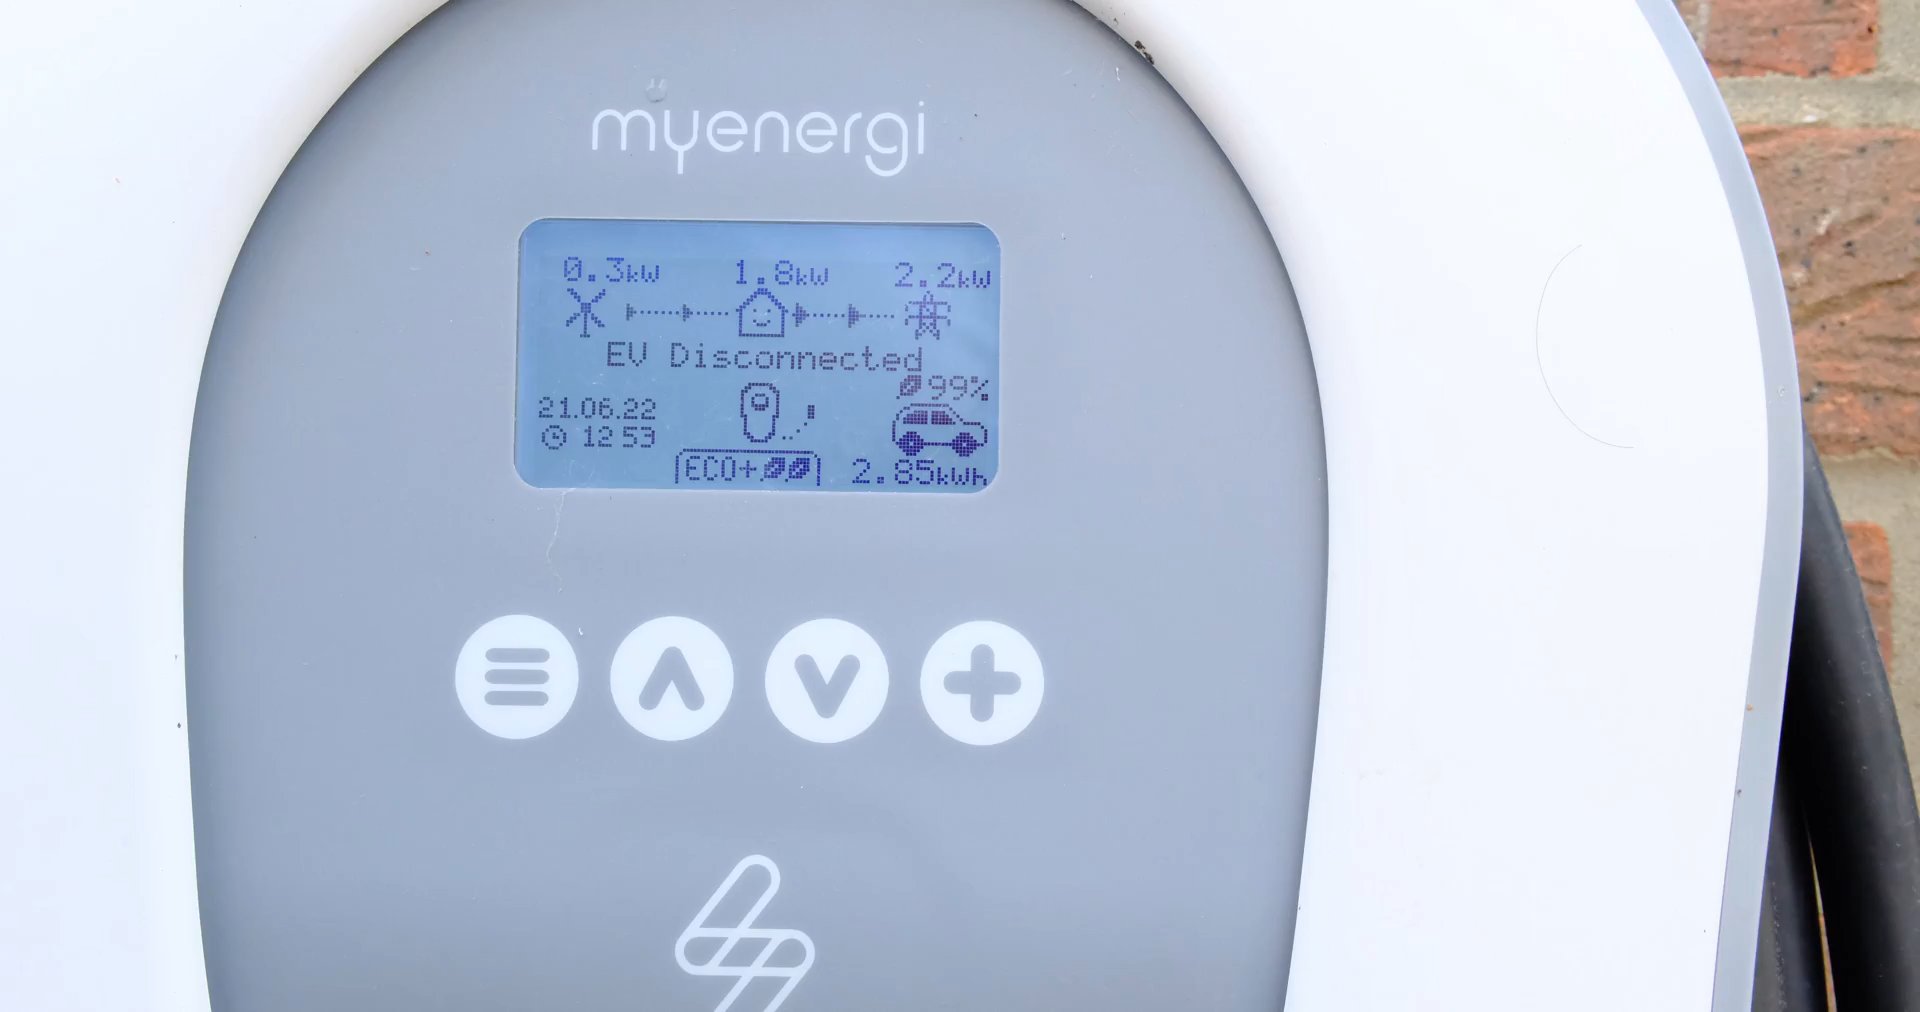 myenergi
0.3kW 1.8kW 2.2kW
EV Disconnected
99%
21.06.22
12 53
ECO+ 2.85kWh